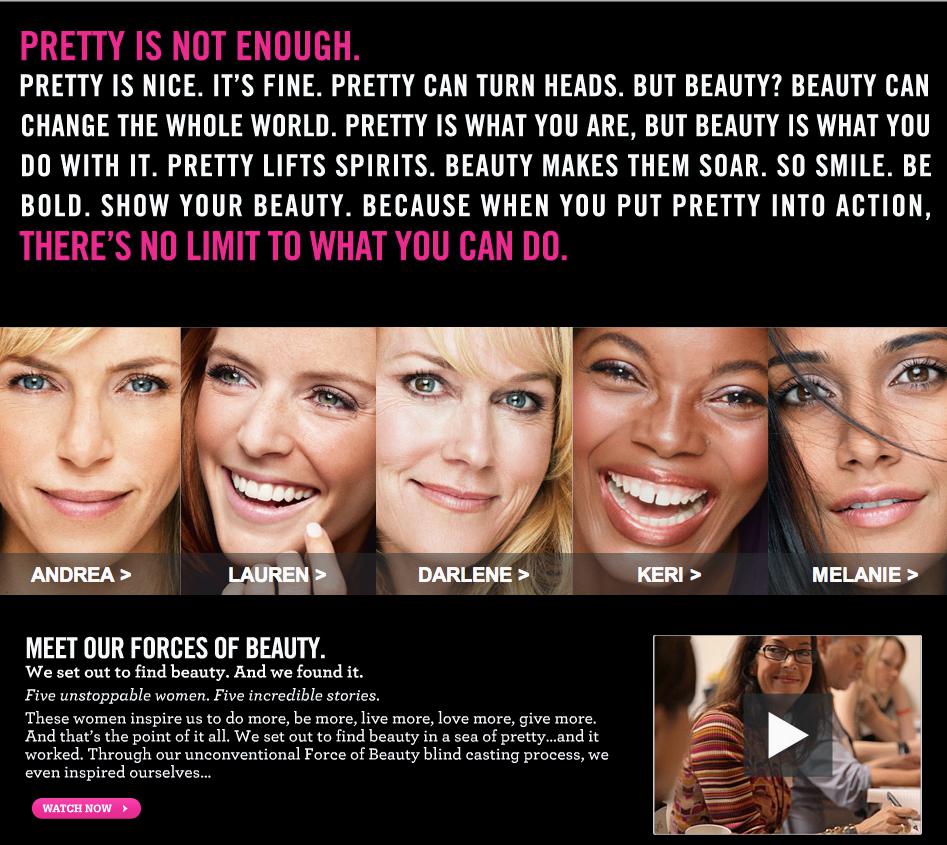 PRETTY IS NOT ENOUGH.
PRETTY IS NICE. IT'S FINE. PRETTY CAN TURN HEADS. BUT BEAUTY? BEAUTY CAN
CHANGE THE WHOLE WORLD. PRETTY IS WHAT YOU ARE, BUT BEAUTY IS WHAT YOU
DO WITH IT. PRETTY LIFTS SPIRITS. BEAUTY MAKES THEM SOAR. SO SMILE. BE
BOLD. SHOW YOUR BEAUTY. BECAUSE WHEN YOU PUT PRETTY INTO ACTION,
THERE'S NO LIMIT TO WHAT YOU CAN DO.
ANDREA > LAUREN > DARLENE > KERI > MELANIE >
MEET OUR FORCES OF BEAUTY.
We set out to find beauty. And we found it.
Five unstoppable women. Five incredible stories.
These women inspire us to do more, be more, live more, love more, give more.
And that's the point of it all. We set out to find beauty in a sea of pretty...and it
worked. Through our unconventional Force of Beauty blind casting process, we
even inspired ourselves...
WATCH NOW >